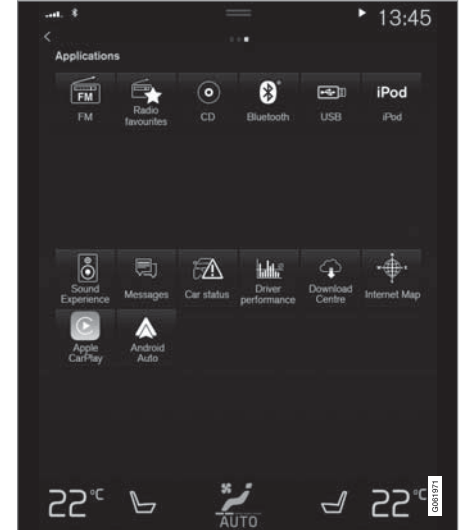 13:45
Applications
FM
iPod
FM
Radio favourites
CD
Bluetooth
USB
iPod
Sound Experience
Messages
Car status
Driver performance
Download Centre
Internet Map
Apple CarPlay
Android Auto
22°C
AUTO
22°C
G061971